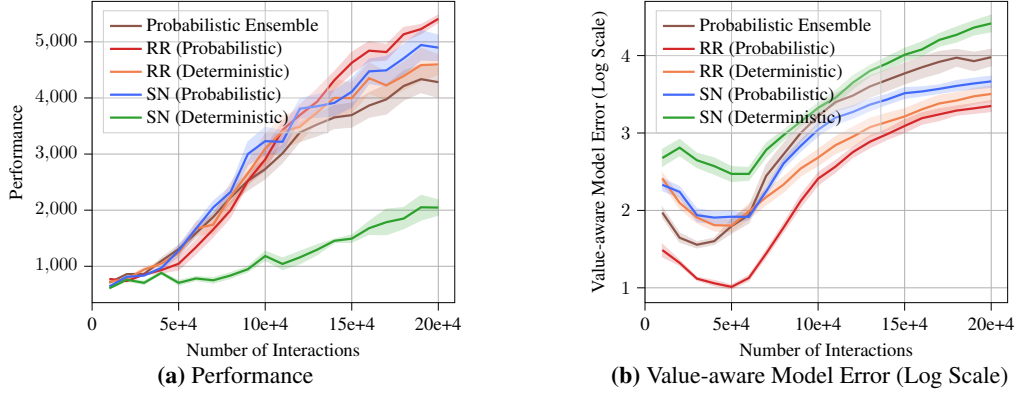 Probabilistic Ensemble
RR (Probabilistic)
RR (Deterministic)
SN (Probabilistic)
SN (Deterministic)
5,000
4,000
3,000
2,000
1,000
Performance
0
5e+4
10e+4
15e+4
20e+4
Number of Interactions
(a) Performance
Probabilistic Ensemble
RR (Probabilistic)
RR (Deterministic)
SN (Probabilistic)
SN (Deterministic)
4
3
2
1
Value-aware Model Error (Log Scale)
0
5e+4
10e+4
15e+4
20e+4
Number of Interactions
(b) Value-aware Model Error (Log Scale)